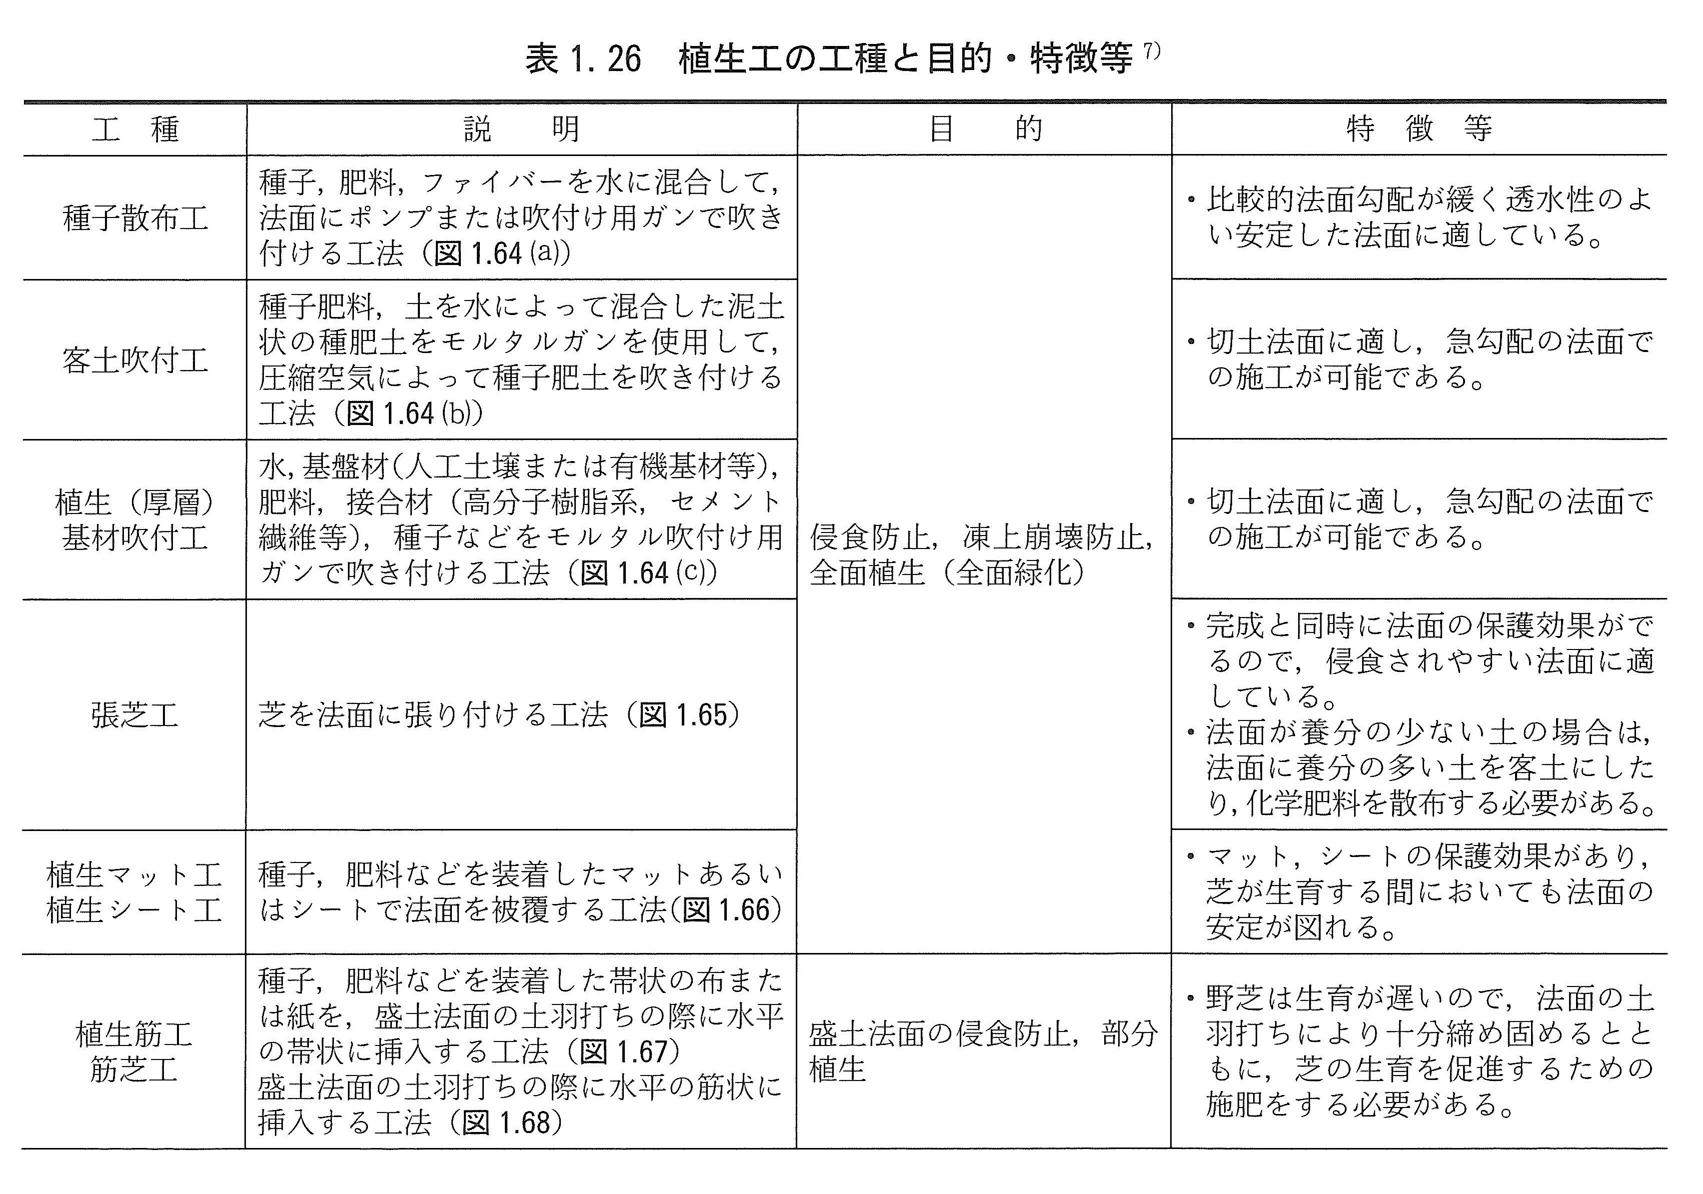 表1.26 植生工の工種と目的・特徴等7)
工種
説明
目的
特徴等
種子散布工
種子,肥料,ファイバーを水に混合して,
法面にポンプまたは吹付け用ガンで吹き
付ける工法(図1.64(a))
・比較的法面勾配が緩く透水性のよ
い安定した法面に適している。
客土吹付工
種子肥料,土を水によって混合した泥土
状の種肥土をモルタルガンを使用して,
圧縮空気によって種子肥土を吹き付ける
工法(図1.64(b))
・切土法面に適し,急勾配の法面で
の施工が可能である。
植生(厚層)
基材吹付工
水,基盤材(人工土壌または有機基材等),
肥料,接合材(高分子樹脂系,セメント
繊維等),種子などをモルタル吹付け用
ガンで吹き付ける工法(図1.64(c))
侵食防止,凍上崩壊防止,
全面植生(全面緑化)
・切土法面に適し,急勾配の法面で
の施工が可能である。
張芝工
芝を法面に張り付ける工法(図1.65)
・完成と同時に法面の保護効果がで
るので,侵食されやすい法面に適
している。
・法面が養分の少ない土の場合は,
法面に養分の多い土を客土にした
り,化学肥料を散布する必要がある。
植生マット工
植生シート工
種子,肥料などを装着したマットあるい
はシートで法面を被覆する工法(図1.66)
・マット,シートの保護効果があり,
芝が生育する間においても法面の
安定が図れる。
植生筋工
筋芝工
種子,肥料などを装着した帯状の布また
は紙を,盛土法面の土羽打ちの際に水平
の帯状に挿入する工法(図1.67)
盛土法面の土羽打ちの際に水平の筋状に
挿入する工法(図1.68)
盛土法面の侵食防止,部分
植生
・野芝は生育が遅いので,法面の土
羽打ちにより十分締め固めるとと
もに,芝の生育を促進するための
施肥をする必要がある。